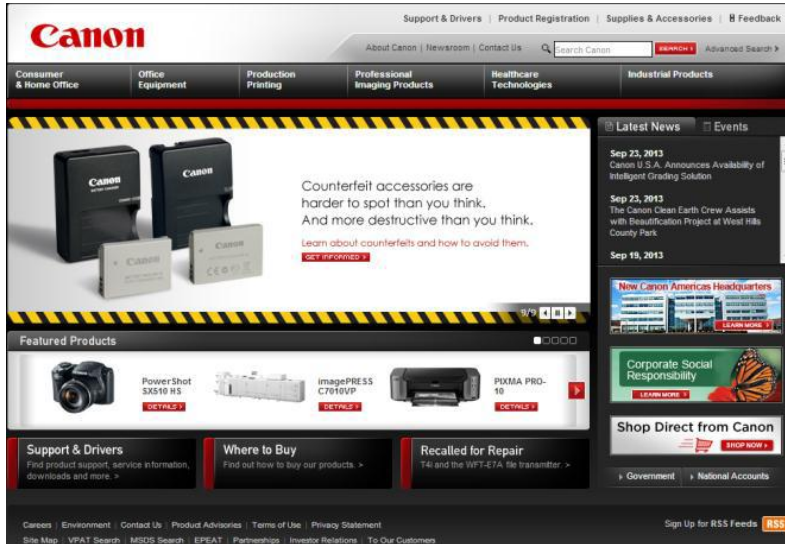 Support & Drivers | Product Registration | Supplies & Accessories | Feedback
Canon
About Canon | Newsroom | Contact Us Search Canon SEARCH Advanced Search
Consumer & Home Office
Office Equipment
Production Printing
Professional Imaging Products
Healthcare Technologies
Industrial Products
Canon
Canon
Canon
Canon
Counterfeit accessories are
harder to spot than you think.
And more destructive than you think.
Learn about counterfeits and how to avoid them.
GET INFORMED
9/9
Latest News Events
Sep 23, 2013
Canon U.S.A. Announces Availability of
Intelligent Grading Solution
Sep 23, 2013
The Canon Clean Earth Crew Assists
with Beautification Project at West Hills
County Park
Sep 19, 2013
New Canon Americas Headquarters
LEARN MORE
Corporate Social
Responsibility
LEARN MORE
Shop Direct from Canon
SHOP NOW
Government National Accounts
Featured Products
PowerShot
SX510 HS
DETAILS
imagePRESS
C7010VP
DETAILS
PIXMA PRO-
10
DETAILS
Support & Drivers
Find product support, service information,
downloads and more. >
Where to Buy
Find out how to buy our products. >
Recalled for Repair
T4i and the WFT-E7A file transmitter. >
Careers | Environment | Contact Us | Product Advisories | Terms of Use | Privacy Statement
Site Map | VPAT Search | MSDS Search | EPEAT | Partnerships | Investor Relations | To Our Customers
Sign Up for RSS Feeds RSS